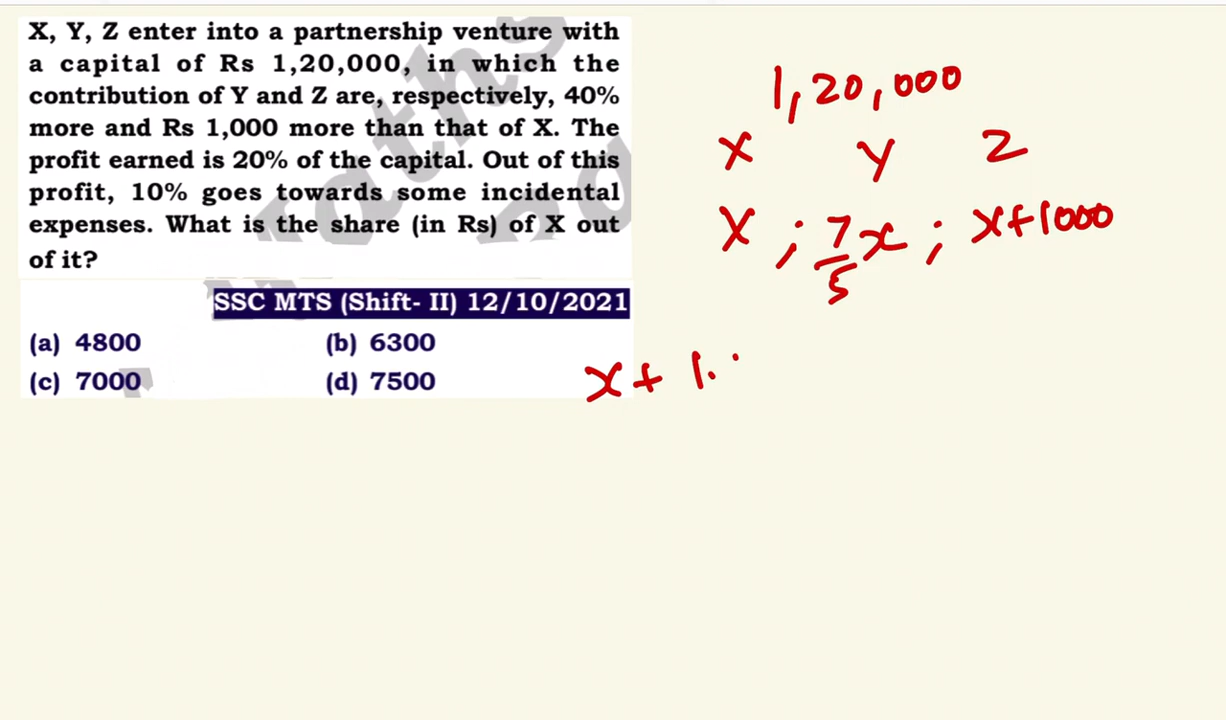 X, Y, Z enter into a partnership venture with
a capital of Rs 1,20,000, in which the
contribution of Y and Z are, respectively, 40%
more and Rs 1,000 more than that of X. The
profit earned is 20% of the capital. Out of this
profit, 10% goes towards some incidental
expenses. What is the share (in Rs) of X out
of it?
SSC MTS (Shift- II) 12/10/2021
(a) 4800 (b) 6300
(c) 7000 (d) 7500
1,20,000
X Y Z
X ; 7/5 x ; x+1000
x + 1.